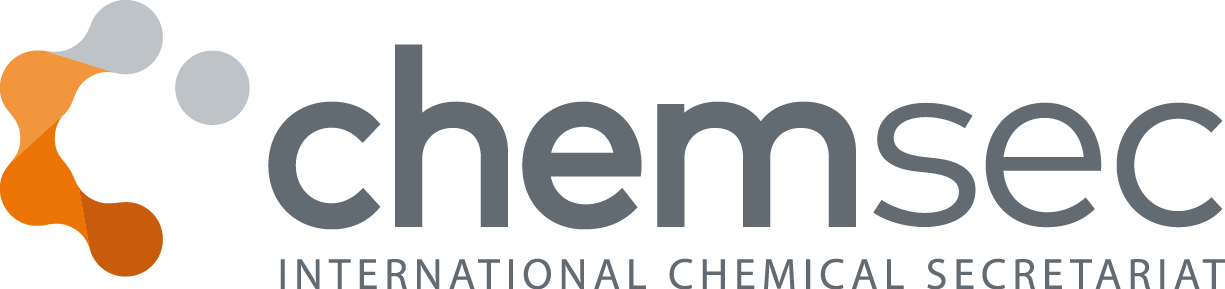 chemsec
INTERNATIONAL CHEMICAL SECRETARIAT